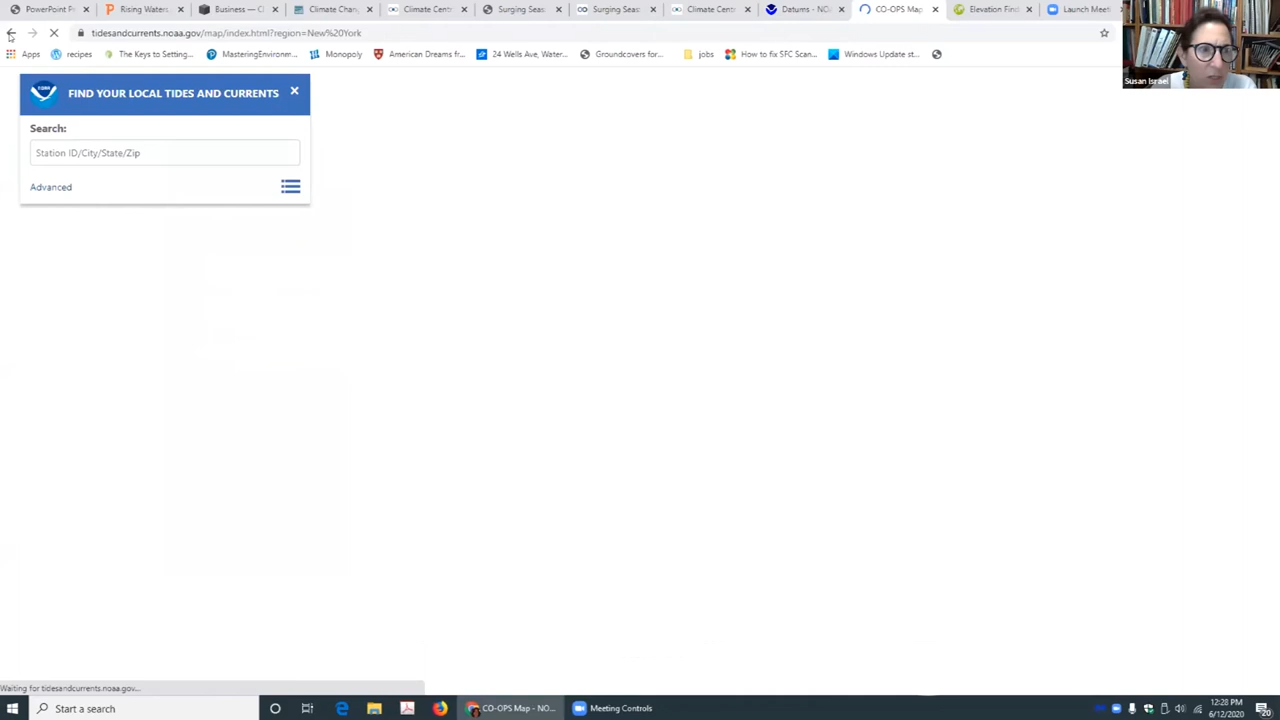 PowerPoint Pr
Rising Waters
Business — C
Climate Chan
Climate Centr
Surging Seas
Surging Seas
Climate Centr
Datums - NO
CO-OPS Map
Elevation Find
Launch Meeti
tidesandcurrents.noaa.gov/map/index.html?region=New%20York
Apps
recipes
The Keys to Setting...
MasteringEnvironm...
Monopoly
American Dreams fr...
24 Wells Ave, Water...
Groundcovers for...
jobs
How to fix SFC Scan...
Windows Update st...
Susan Israel
FIND YOUR LOCAL TIDES AND CURRENTS
Search:
Station ID/City/State/Zip
Advanced
Waiting for tidesandcurrents.noaa.gov...
Start a search
CO-OPS Map - NO...
Meeting Controls
12:28 PM
6/12/2020
20